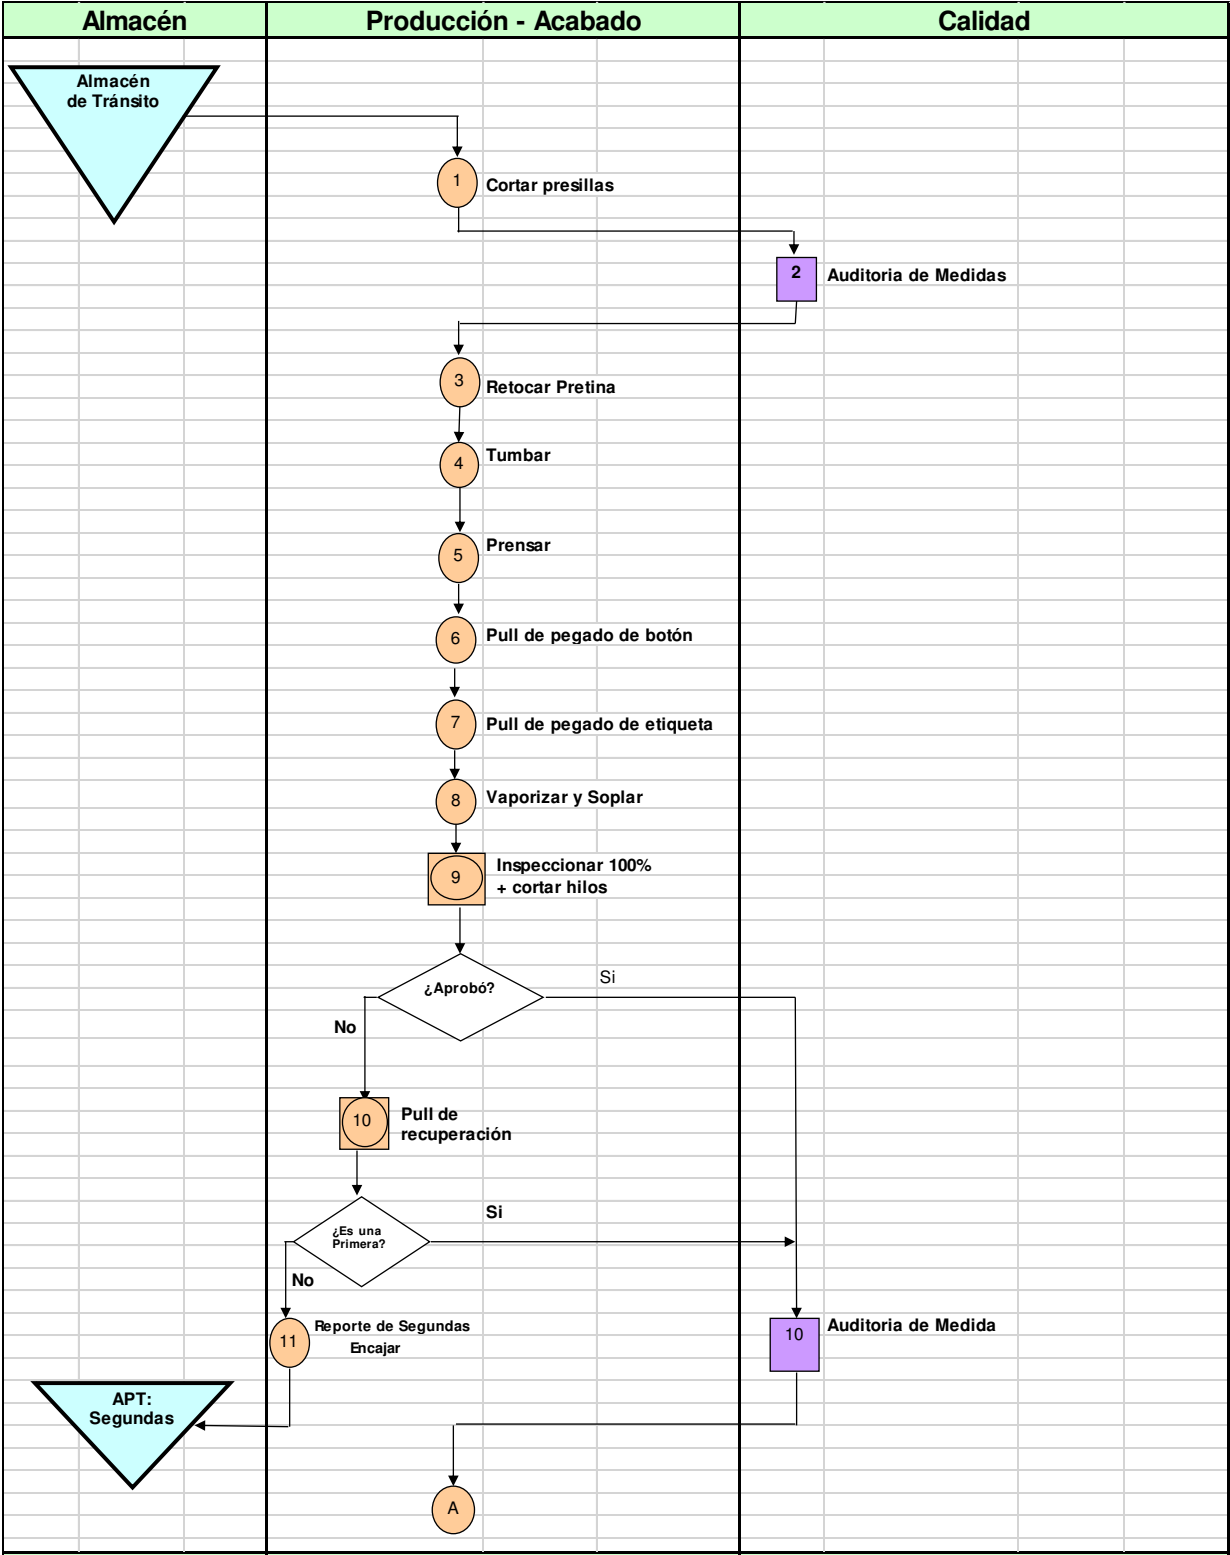 Almacén
Producción - Acabado
Calidad
Almacén
de Tránsito
1
Cortar presillas
2
Auditoria de Medidas
3
Retocar Pretina
4
Tumbar
5
Prensar
6
Pull de pegado de botón
7
Pull de pegado de etiqueta
8
Vaporizar y Soplar
9
Inspeccionar 100%
+ cortar hilos
¿Aprobó?
Si
No
10
Pull de
recuperación
¿Es una
Primera?
Si
No
11
Reporte de Segundas
Encajar
10
Auditoria de Medida
APT:
Segundas
A